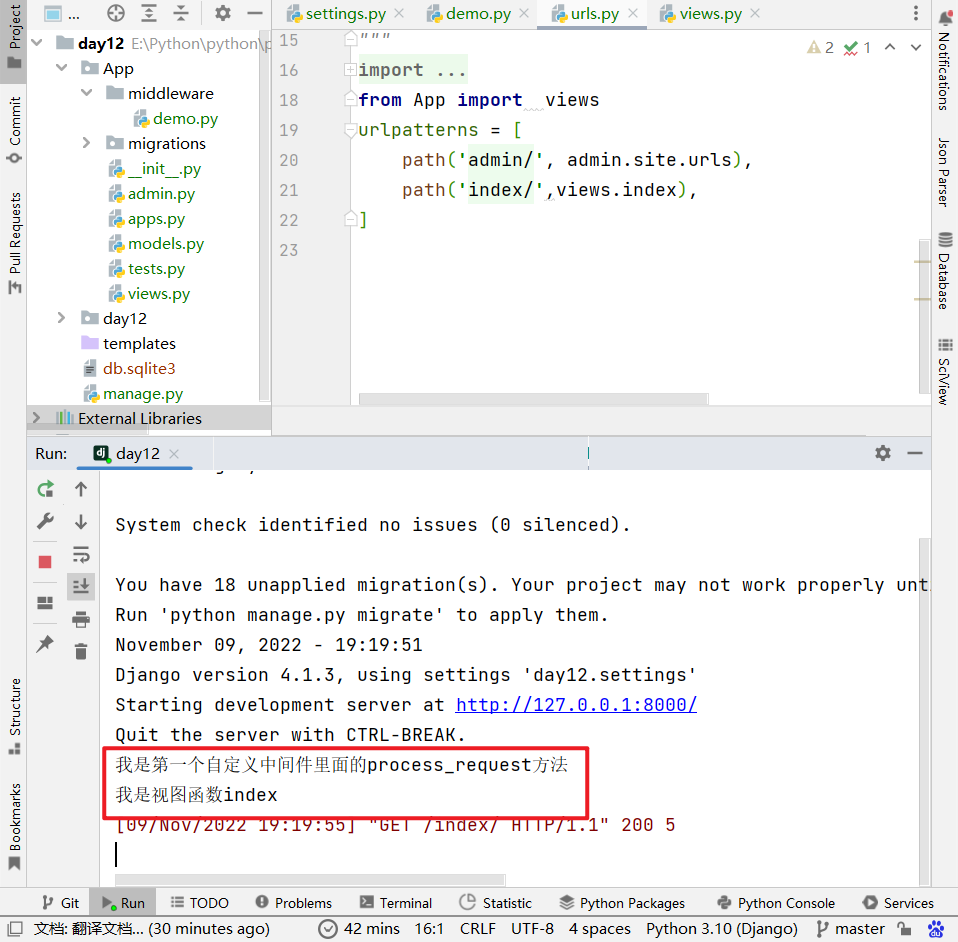 Project
Commit
Pull Requests
Structure
Bookmarks
...
day12 E:\Python\python\p
App
middleware
demo.py
migrations
__init__.py
admin.py
apps.py
models.py
tests.py
views.py
day12
templates
db.sqlite3
manage.py
External Libraries
settings.py
demo.py
urls.py
views.py
2
1
15 """
16 import ...
18 from App import views
19 urlpatterns = [
20 path('admin/', admin.site.urls),
21 path('index/',views.index),
22 ]
23
Notifications
Json Parser
Database
SciView
Run: day12
System check identified no issues (0 silenced).
You have 18 unapplied migration(s). Your project may not work properly unt
Run 'python manage.py migrate' to apply them.
November 09, 2022 - 19:19:51
Django version 4.1.3, using settings 'day12.settings'
Starting development server at http://127.0.0.1:8000/
Quit the server with CTRL-BREAK.
我是第一个自定义中间件里面的process_request方法
我是视图函数index
[09/Nov/2022 19:19:55] "GET /index/ HTTP/1.1" 200 5
Git Run TODO Problems Terminal Statistic Python Packages Python Console Services
文档: 翻译文档... (30 minutes ago) 42 mins 16:1 CRLF UTF-8 4 spaces Python 3.10 (Django) master